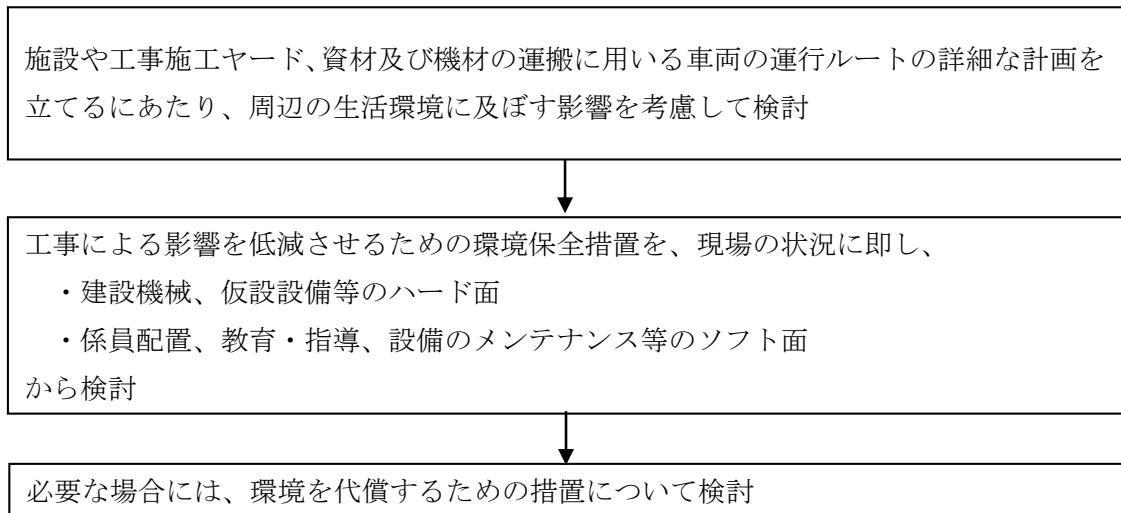 施設や工事施工ヤード、資材及び機材の運搬に用いる車両の運行ルートの詳細な計画を
立てるにあたり、周辺の生活環境に及ぼす影響を考慮して検討
工事による影響を低減させるための環境保全措置を、現場の状況に即し、
・建設機械、仮設設備等のハード面
・係員配置、教育・指導、設備のメンテナンス等のソフト面
から検討
必要な場合には、環境を代償するための措置について検討